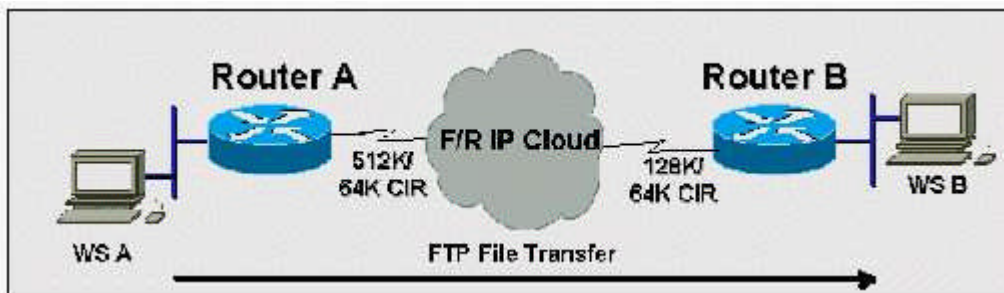 Router A
Router B
F/R IP Cloud
512K/
64K CIR
128K/
64K CIR
WS A
WS B
FTP File Transfer